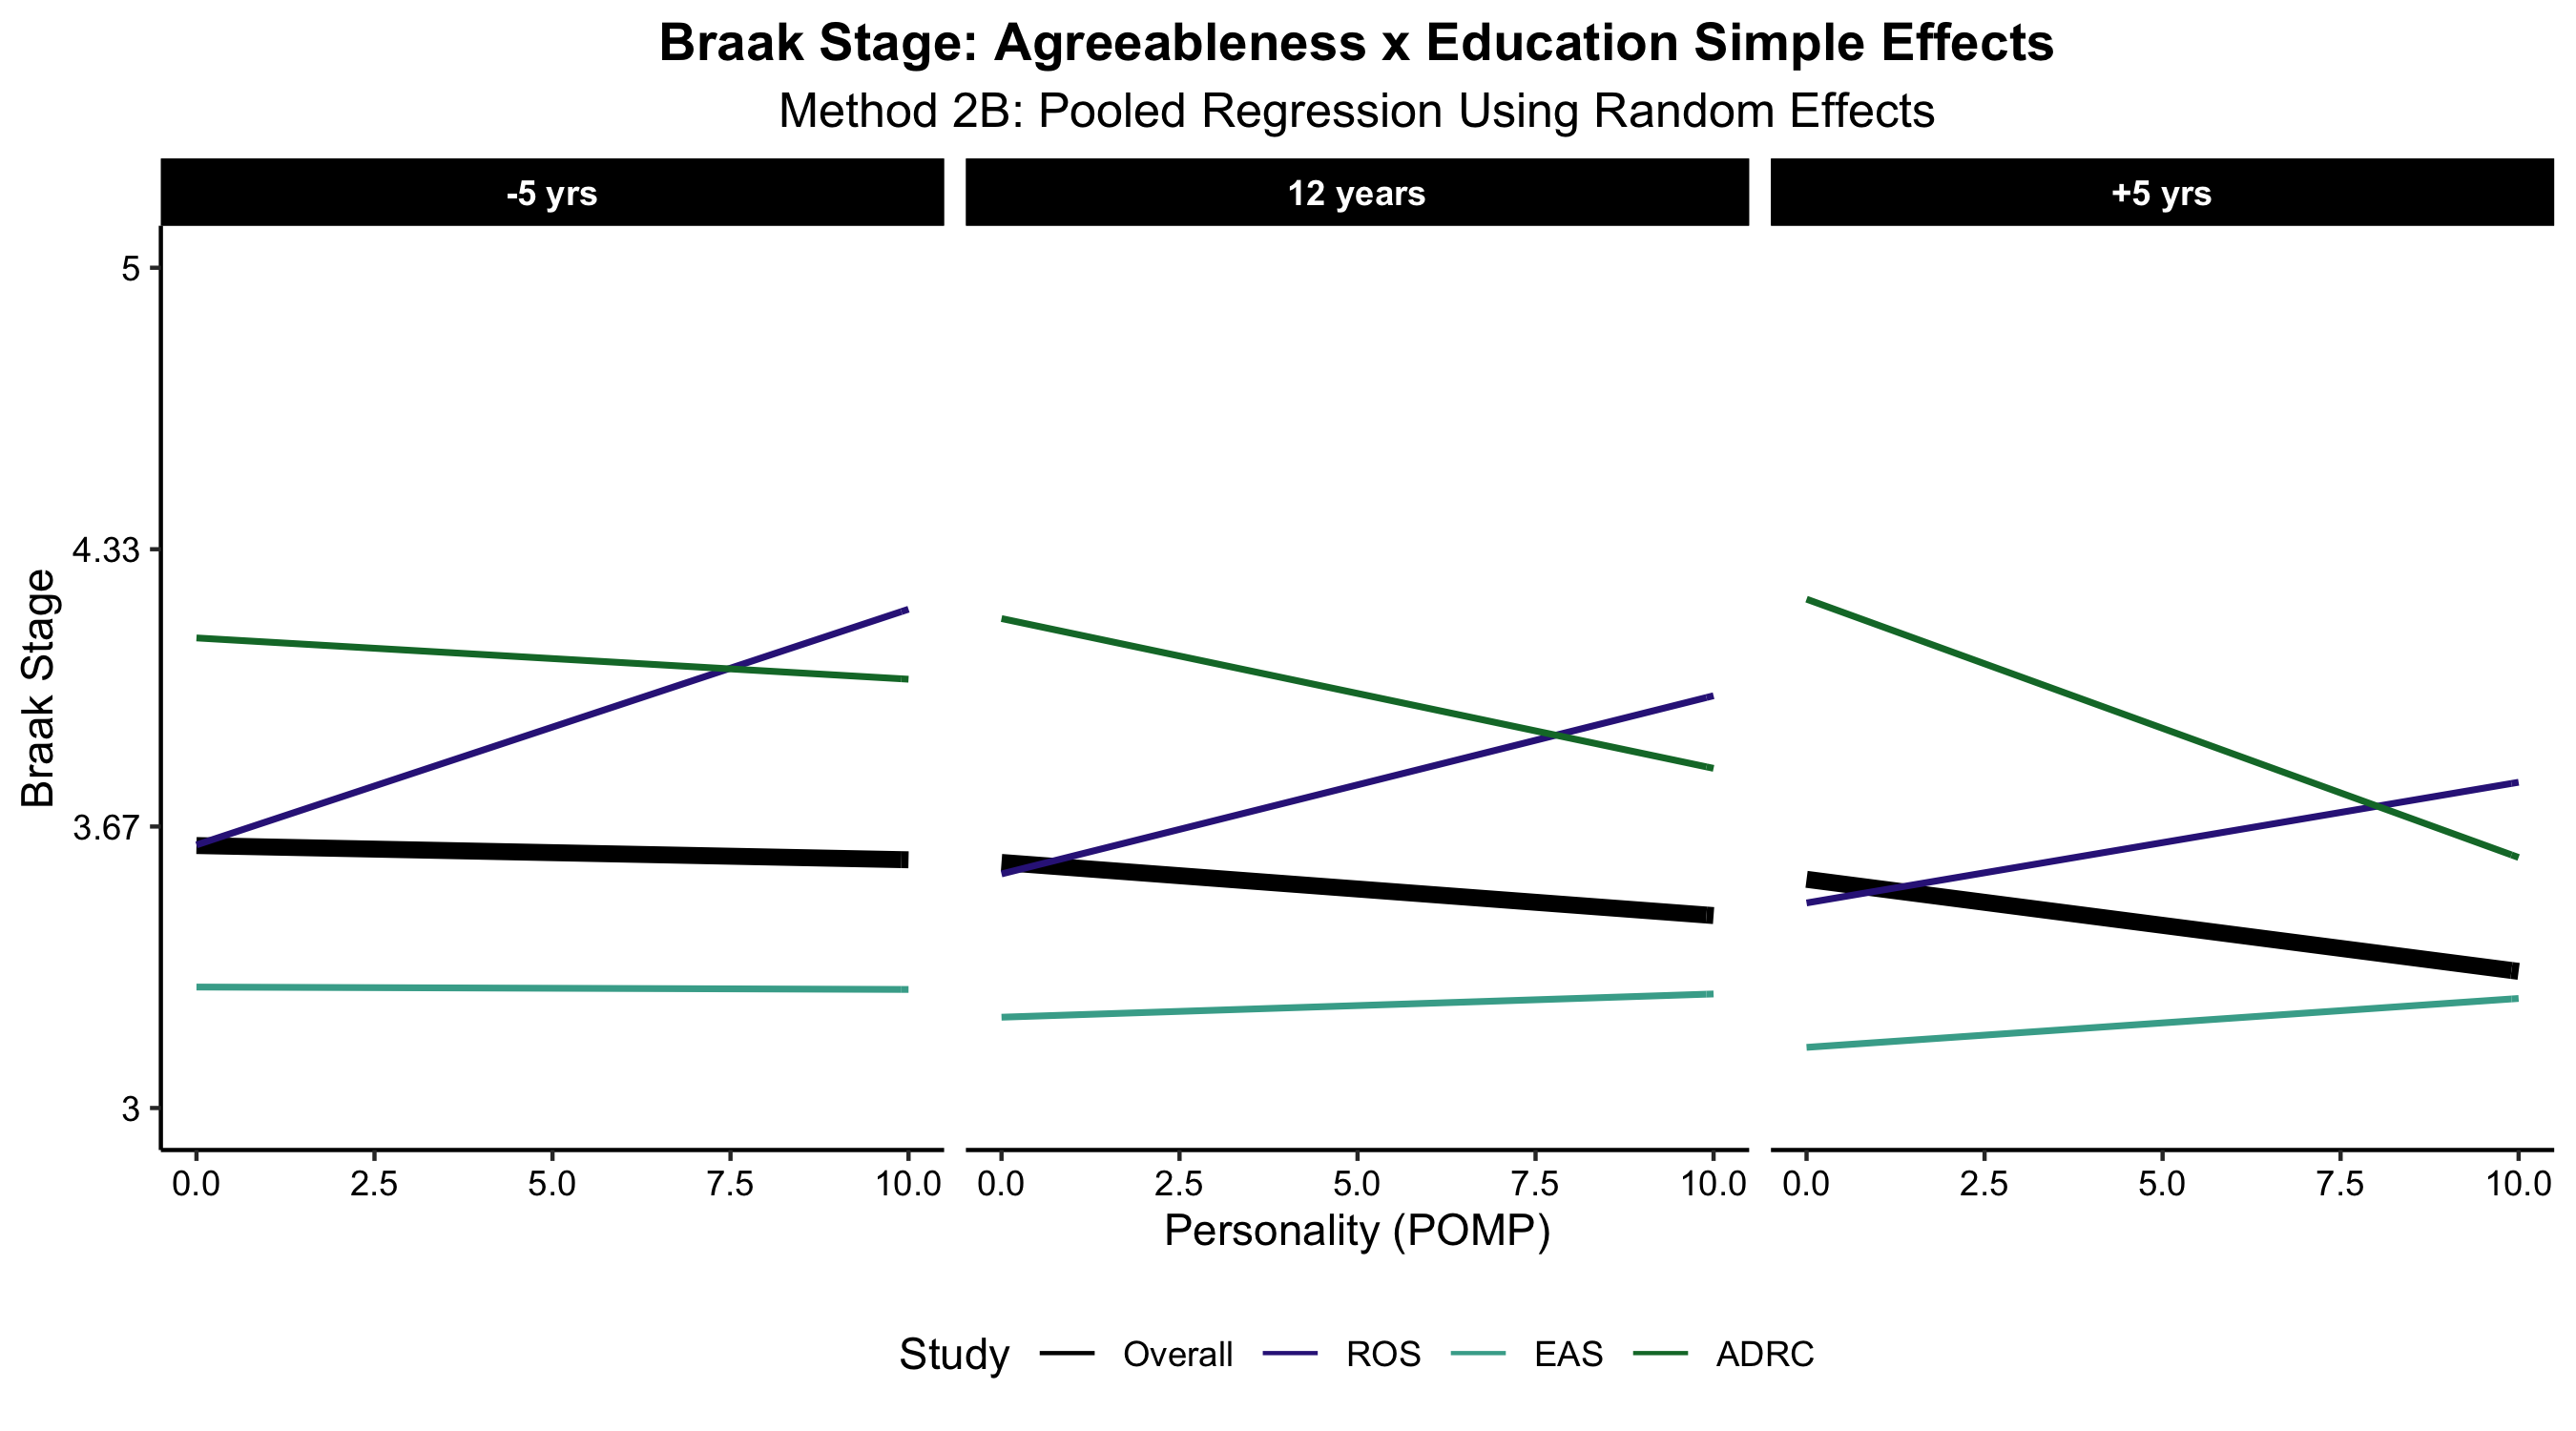 Braak Stage: Agreeableness x Education Simple Effects
Method 2B: Pooled Regression Using Random Effects
-5 yrs 12 years +5 yrs
5
4.33
3.67
3
Braak Stage
0.0 2.5 5.0 7.5 10.0 0.0 2.5 5.0 7.5 10.0 0.0 2.5 5.0 7.5 10.0
Personality (POMP)
Study Overall ROS EAS ADRC